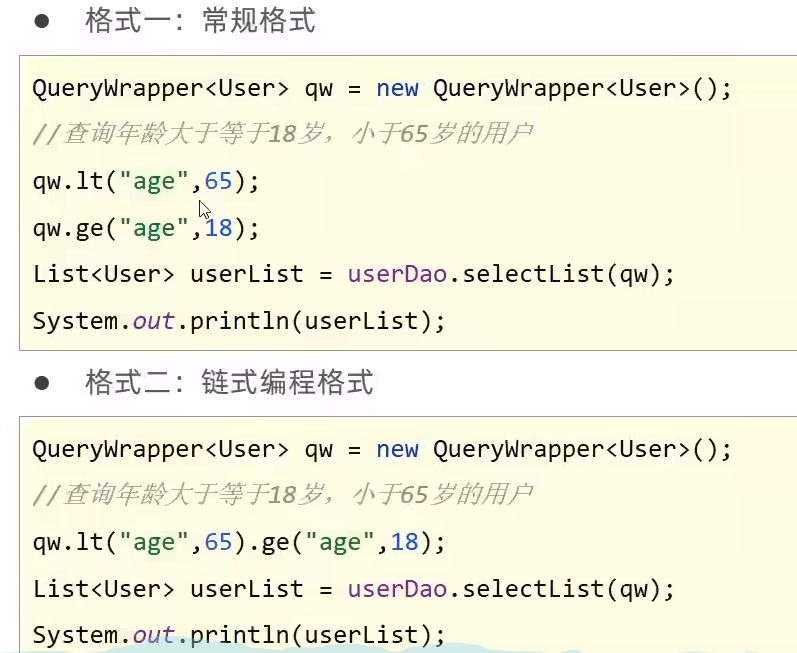 ● 格式一：常规格式
QueryWrapper<User> qw = new QueryWrapper<User>();
//查询年龄大于等于18岁，小于65岁的用户
qw.lt("age",65);
qw.ge("age",18);
List<User> userList = userDao.selectList(qw);
System.out.println(userList);
● 格式二：链式编程格式
QueryWrapper<User> qw = new QueryWrapper<User>();
//查询年龄大于等于18岁，小于65岁的用户
qw.lt("age",65).ge("age",18);
List<User> userList = userDao.selectList(qw);
System.out.println(userList);